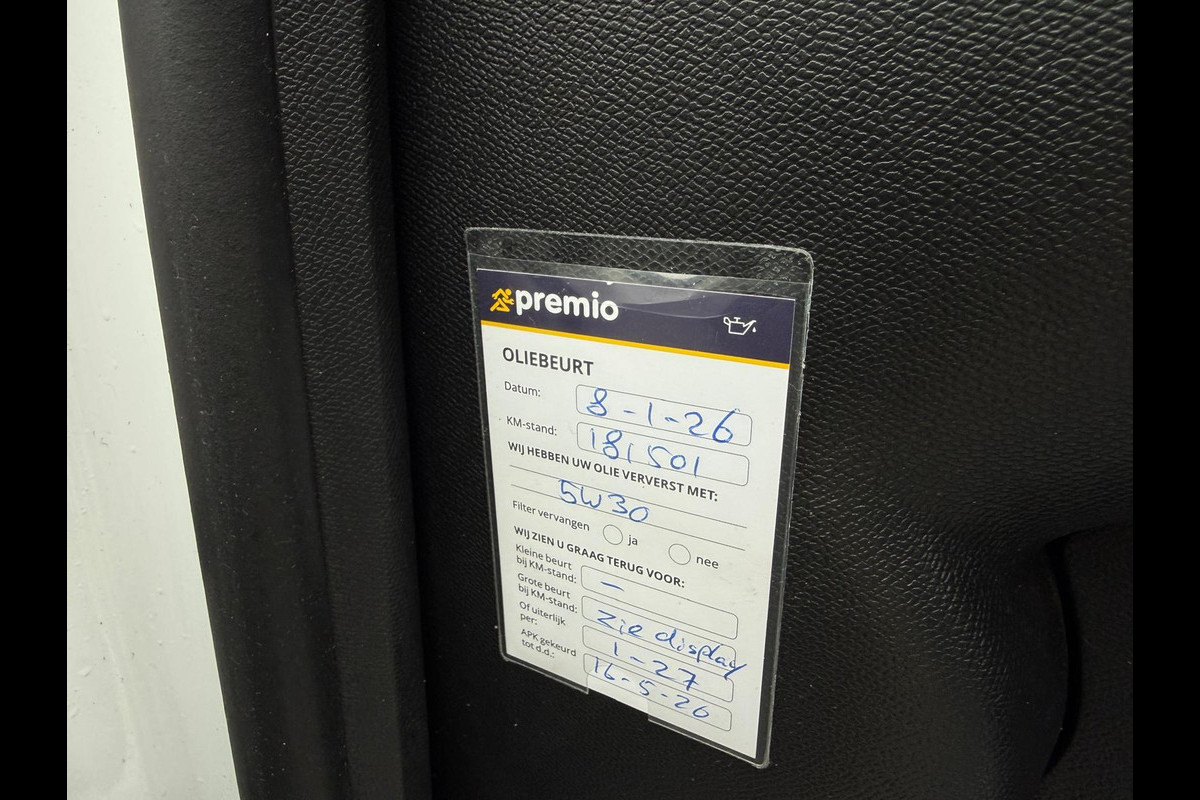 premio
OLIEBEURT
Datum: 8-1-26
KM-stand: 181501
WIJ HEBBEN UW OLIE VERVERST MET:
5W30
Filter vervangen ja nee
WIJ ZIEN U GRAAG TERUG VOOR:
Kleine beurt
bij KM-stand: —
Grote beurt
bij KM-stand: zie display
Of uiterlijk
per: 1-27
APK gekeurd
tot d.d.: 16-5-26